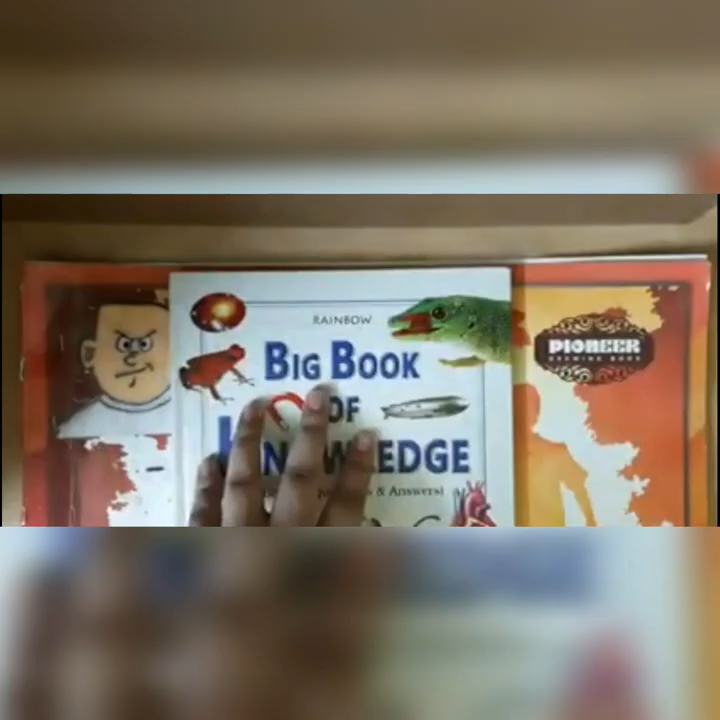 RAINBOW
BIG BOOK
OF
EDGE
& Answers)
PIONEER
DRAWING BOOK